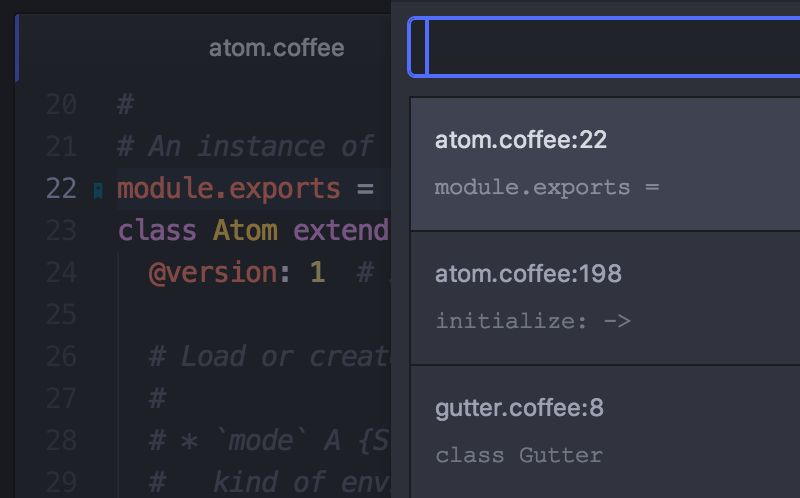 atom.coffee
20 #
21 # An instance of
22 module.exports =
23 class Atom extend
24 @version: 1 #
25
26 # Load or creat
27 #
28 # * `mode` A {S
29 # kind of env
atom.coffee:22
module.exports =
atom.coffee:198
initialize: ->
gutter.coffee:8
class Gutter